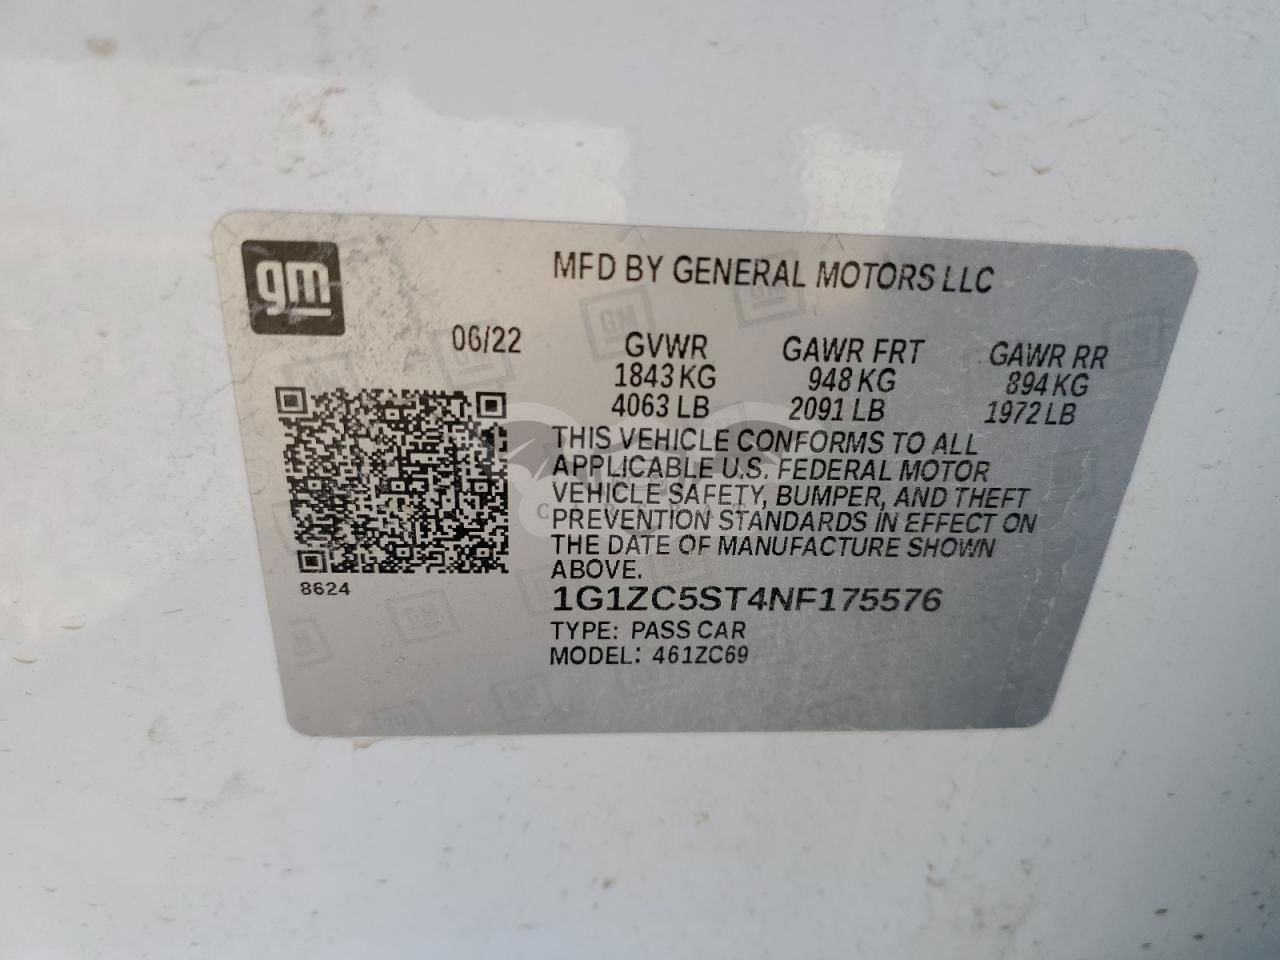 gm
MFD BY GENERAL MOTORS LLC
06/22
GVWR GAWR FRT GAWR RR
1843 KG 948 KG 894 KG
4063 LB 2091 LB 1972 LB
THIS VEHICLE CONFORMS TO ALL
APPLICABLE U.S. FEDERAL MOTOR
VEHICLE SAFETY, BUMPER, AND THEFT
PREVENTION STANDARDS IN EFFECT ON
THE DATE OF MANUFACTURE SHOWN
ABOVE.
8624
1G1ZC5ST4NF175576
TYPE: PASS CAR
MODEL: 461ZC69